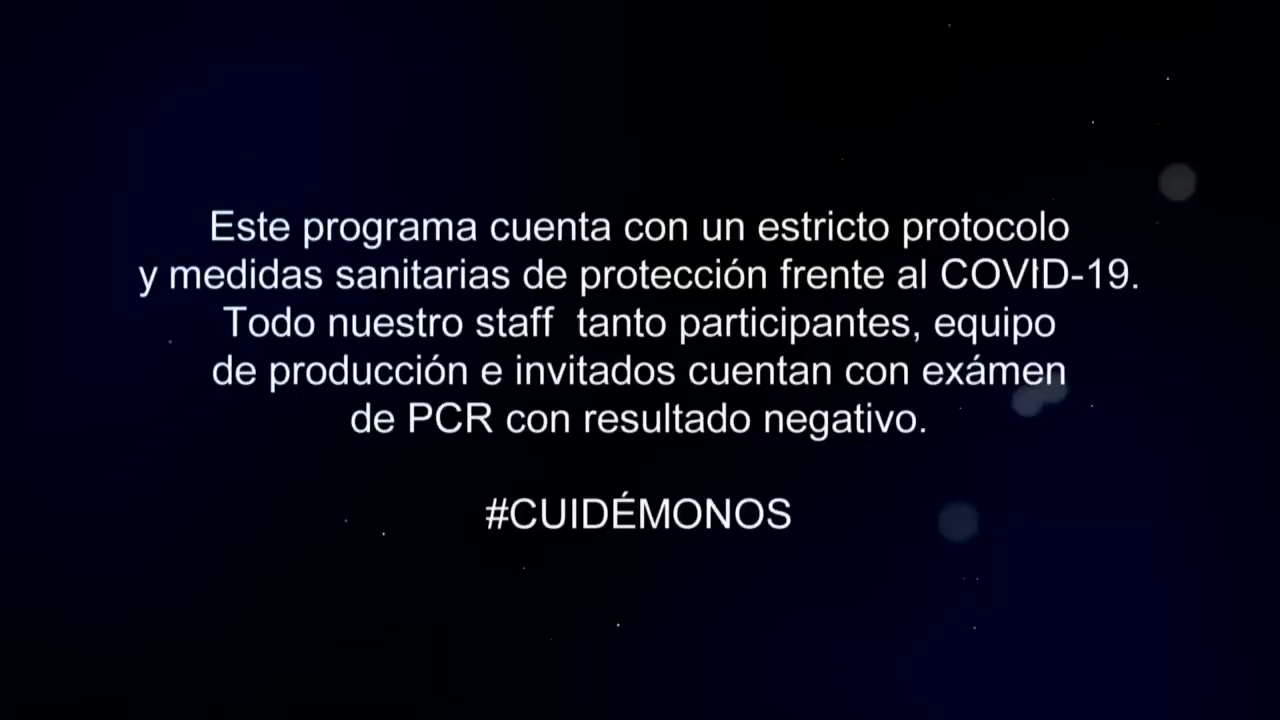 Este programa cuenta con un estricto protocolo
y medidas sanitarias de protección frente al COVID-19.
Todo nuestro staff  tanto participantes, equipo
de producción e invitados cuentan con exámen
de PCR con resultado negativo.
#CUIDÉMONOS